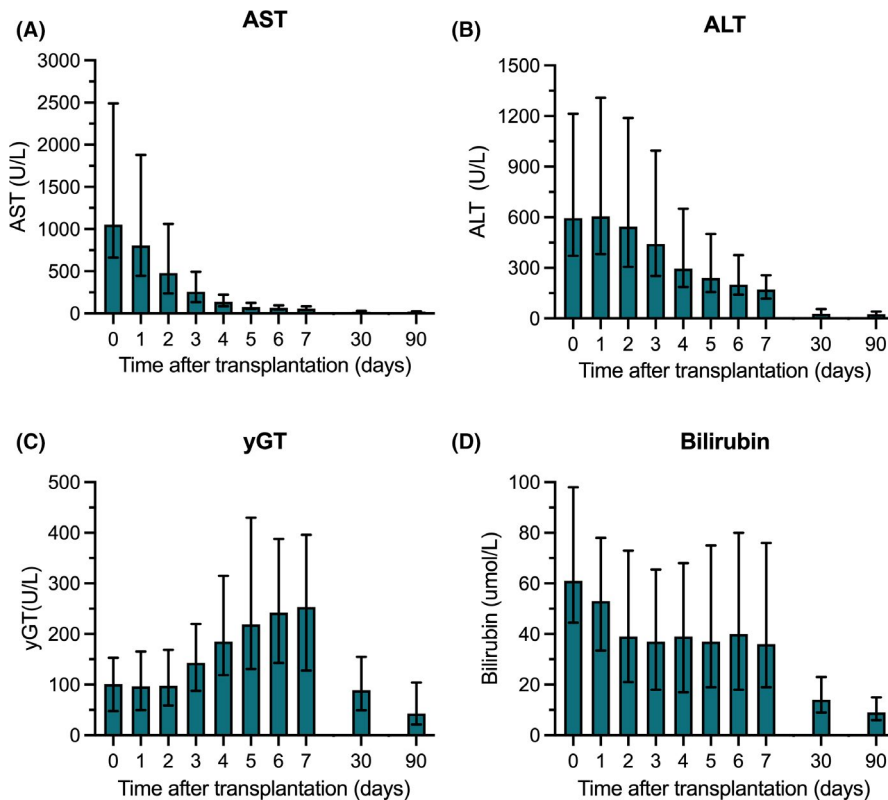 (A)
AST
3000
2500
2000
1500
1000
500
0
AST (U/L)
0 1 2 3 4 5 6 7 30 90
Time after transplantation (days)
(B)
ALT
1500
1200
900
600
300
0
ALT (U/L)
0 1 2 3 4 5 6 7 30 90
Time after transplantation (days)
(C)
yGT
500
400
300
200
100
0
yGT(U/L)
0 1 2 3 4 5 6 7 30 90
Time after transplantation (days)
(D)
Bilirubin
100
80
60
40
20
0
Bilirubin (umol/L)
0 1 2 3 4 5 6 7 30 90
Time after transplantation (days)